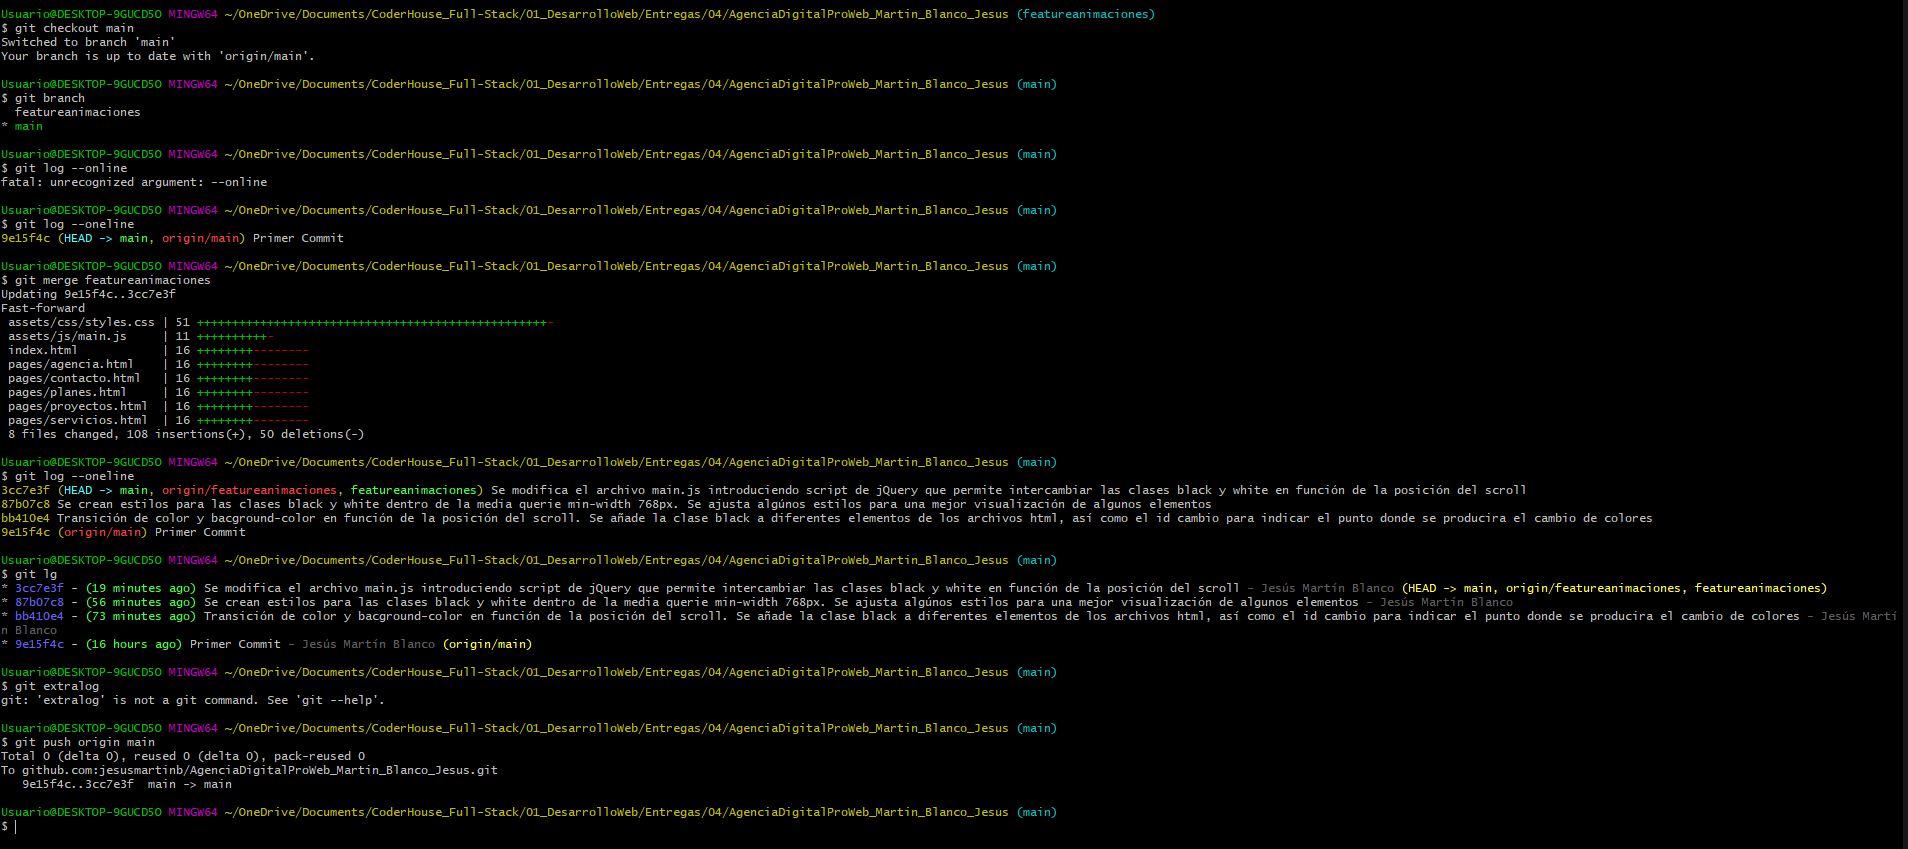 Usuario@DESKTOP-9GUCD5O MINGW64 ~/OneDrive/Documents/CoderHouse_Full-Stack/01_DesarrolloWeb/Entregas/04/AgenciaDigitalProWeb_Martin_Blanco_Jesus (featureanimaciones)
$ git checkout main
Switched to branch 'main'
Your branch is up to date with 'origin/main'.
Usuario@DESKTOP-9GUCD5O MINGW64 ~/OneDrive/Documents/CoderHouse_Full-Stack/01_DesarrolloWeb/Entregas/04/AgenciaDigitalProWeb_Martin_Blanco_Jesus (main)
$ git branch
  featureanimaciones
* main
Usuario@DESKTOP-9GUCD5O MINGW64 ~/OneDrive/Documents/CoderHouse_Full-Stack/01_DesarrolloWeb/Entregas/04/AgenciaDigitalProWeb_Martin_Blanco_Jesus (main)
$ git log --online
fatal: unrecognized argument: --online
Usuario@DESKTOP-9GUCD5O MINGW64 ~/OneDrive/Documents/CoderHouse_Full-Stack/01_DesarrolloWeb/Entregas/04/AgenciaDigitalProWeb_Martin_Blanco_Jesus (main)
$ git log --oneline
9e15f4c (HEAD -> main, origin/main) Primer Commit
Usuario@DESKTOP-9GUCD5O MINGW64 ~/OneDrive/Documents/CoderHouse_Full-Stack/01_DesarrolloWeb/Entregas/04/AgenciaDigitalProWeb_Martin_Blanco_Jesus (main)
$ git merge featureanimaciones
Updating 9e15f4c..3cc7e3f
Fast-forward
 assets/css/styles.css | 51 ++++++++++++++++++++++++++++++++++++++++++++++++++-
 assets/js/main.js     | 11 ++++++++++-
 index.html            | 16 ++++++++--------
 pages/agencia.html    | 16 ++++++++--------
 pages/contacto.html   | 16 ++++++++--------
 pages/planes.html     | 16 ++++++++--------
 pages/proyectos.html  | 16 ++++++++--------
 pages/servicios.html  | 16 ++++++++--------
 8 files changed, 108 insertions(+), 50 deletions(-)
Usuario@DESKTOP-9GUCD5O MINGW64 ~/OneDrive/Documents/CoderHouse_Full-Stack/01_DesarrolloWeb/Entregas/04/AgenciaDigitalProWeb_Martin_Blanco_Jesus (main)
$ git log --oneline
3cc7e3f (HEAD -> main, origin/featureanimaciones, featureanimaciones) Se modifica el archivo main.js introduciendo script de jQuery que permite intercambiar las clases black y white en función de la posición del scroll
87b07c8 Se crean estilos para las clases black y white dentro de la media querie min-width 768px. Se ajusta algúnos estilos para una mejor visualización de algunos elementos
bb410e4 Transición de color y bacground-color en función de la posición del scroll. Se añade la clase black a diferentes elementos de los archivos html, así como el id cambio para indicar el punto donde se producira el cambio de colores
9e15f4c (origin/main) Primer Commit
Usuario@DESKTOP-9GUCD5O MINGW64 ~/OneDrive/Documents/CoderHouse_Full-Stack/01_DesarrolloWeb/Entregas/04/AgenciaDigitalProWeb_Martin_Blanco_Jesus (main)
$ git lg
* 3cc7e3f - (19 minutes ago) Se modifica el archivo main.js introduciendo script de jQuery que permite intercambiar las clases black y white en función de la posición del scroll - Jesús Martín Blanco (HEAD -> main, origin/featureanimaciones, featureanimaciones)
* 87b07c8 - (56 minutes ago) Se crean estilos para las clases black y white dentro de la media querie min-width 768px. Se ajusta algúnos estilos para una mejor visualización de algunos elementos - Jesús Martín Blanco
* bb410e4 - (73 minutes ago) Transición de color y bacground-color en función de la posición del scroll. Se añade la clase black a diferentes elementos de los archivos html, así como el id cambio para indicar el punto donde se producira el cambio de colores - Jesús Martí
n Blanco
* 9e15f4c - (16 hours ago) Primer Commit - Jesús Martín Blanco (origin/main)
Usuario@DESKTOP-9GUCD5O MINGW64 ~/OneDrive/Documents/CoderHouse_Full-Stack/01_DesarrolloWeb/Entregas/04/AgenciaDigitalProWeb_Martin_Blanco_Jesus (main)
$ git extralog
git: 'extralog' is not a git command. See 'git --help'.
Usuario@DESKTOP-9GUCD5O MINGW64 ~/OneDrive/Documents/CoderHouse_Full-Stack/01_DesarrolloWeb/Entregas/04/AgenciaDigitalProWeb_Martin_Blanco_Jesus (main)
$ git push origin main
Total 0 (delta 0), reused 0 (delta 0), pack-reused 0
To github.com:jesusmartinb/AgenciaDigitalProWeb_Martin_Blanco_Jesus.git
   9e15f4c..3cc7e3f  main -> main
Usuario@DESKTOP-9GUCD5O MINGW64 ~/OneDrive/Documents/CoderHouse_Full-Stack/01_DesarrolloWeb/Entregas/04/AgenciaDigitalProWeb_Martin_Blanco_Jesus (main)
$